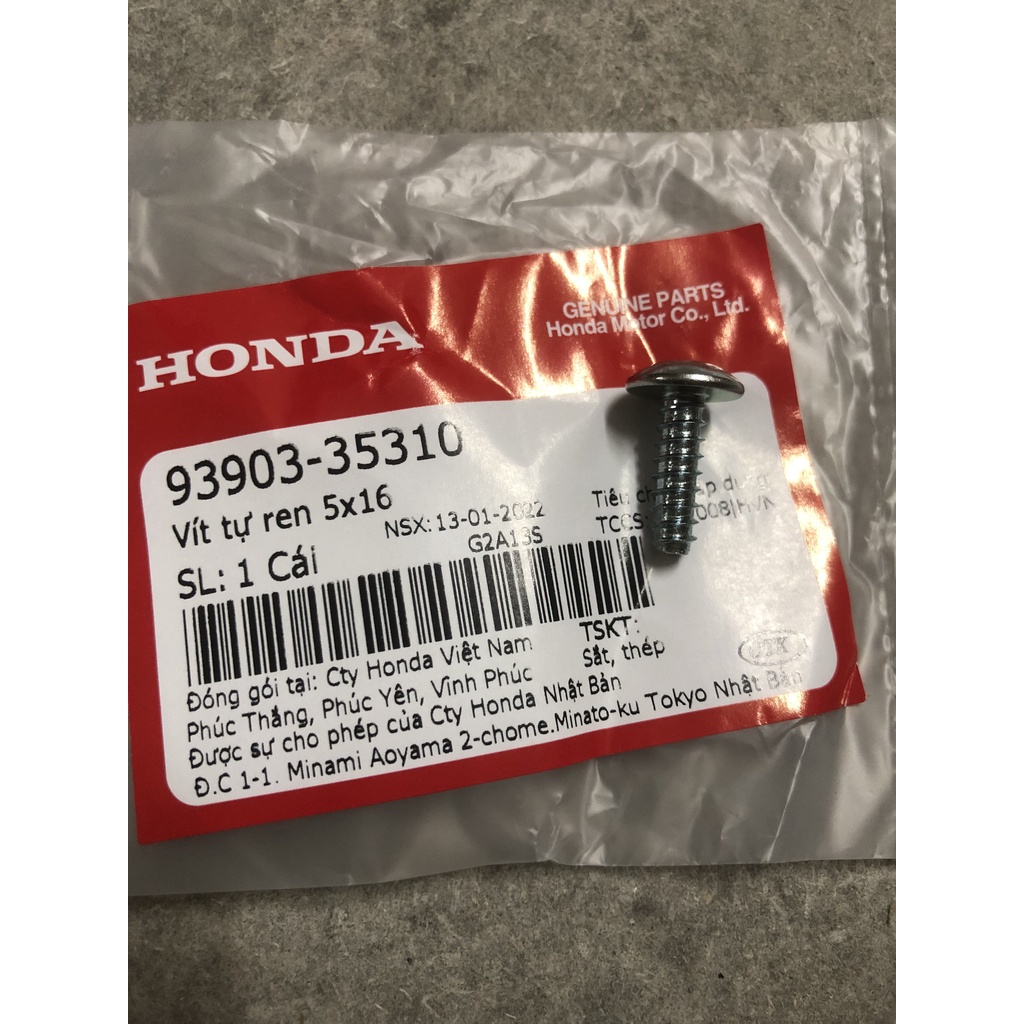 HONDA
GENUINE PARTS
Honda Motor Co., Ltd.
93903-35310
Vít tự ren 5x16
NSX: 13-01-2022
G2A13S
Tiêu
TCCS:
SL: 1 Cái
TSKT:
Sắt, thép
Đóng gói tại: Cty Honda Việt Nam
Phúc Thắng, Phúc Yên, Vĩnh Phúc
Được sự cho phép của Cty Honda Nhật Bản
Đ.C 1-1. Minami Aoyama 2-chome.Minato-ku Tokyo Nhật Bản